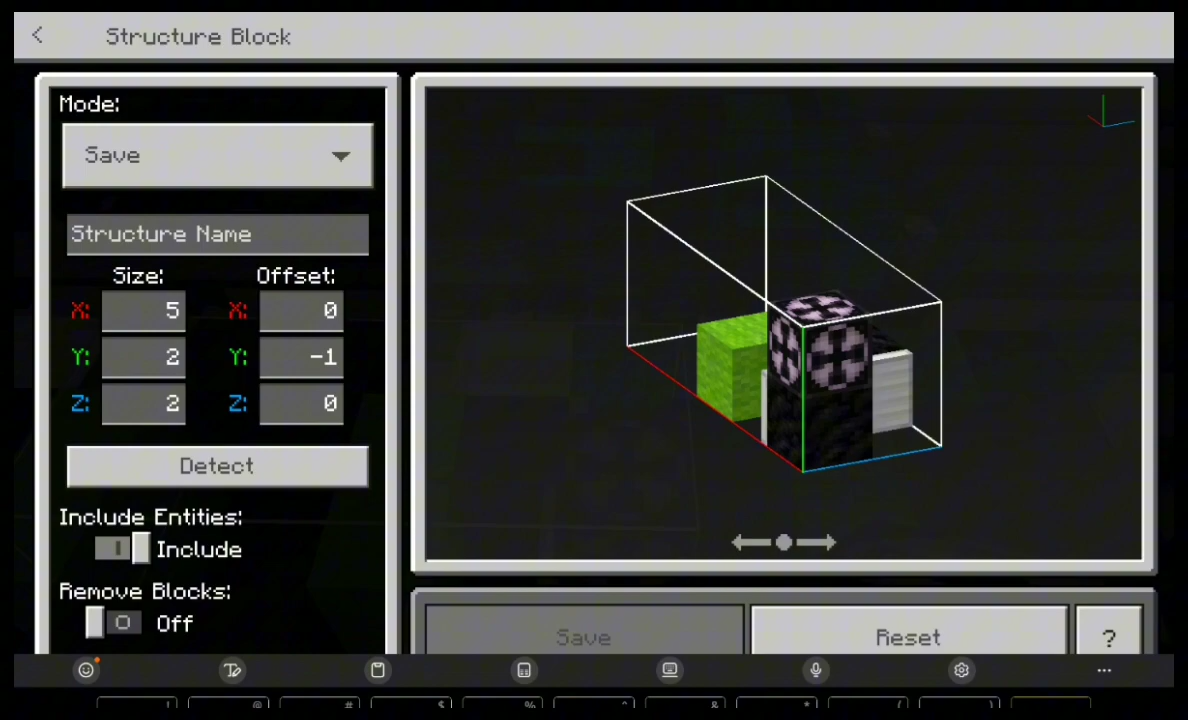 Structure Block
Mode:
Save
Structure Name
Size: Offset:
X: 5 X: 0
Y: 2 Y: -1
Z: 2 Z: 0
Detect
Include Entities:
Include
Remove Blocks:
Off
Save Reset ?
! @ # $ % ^ & * ( )